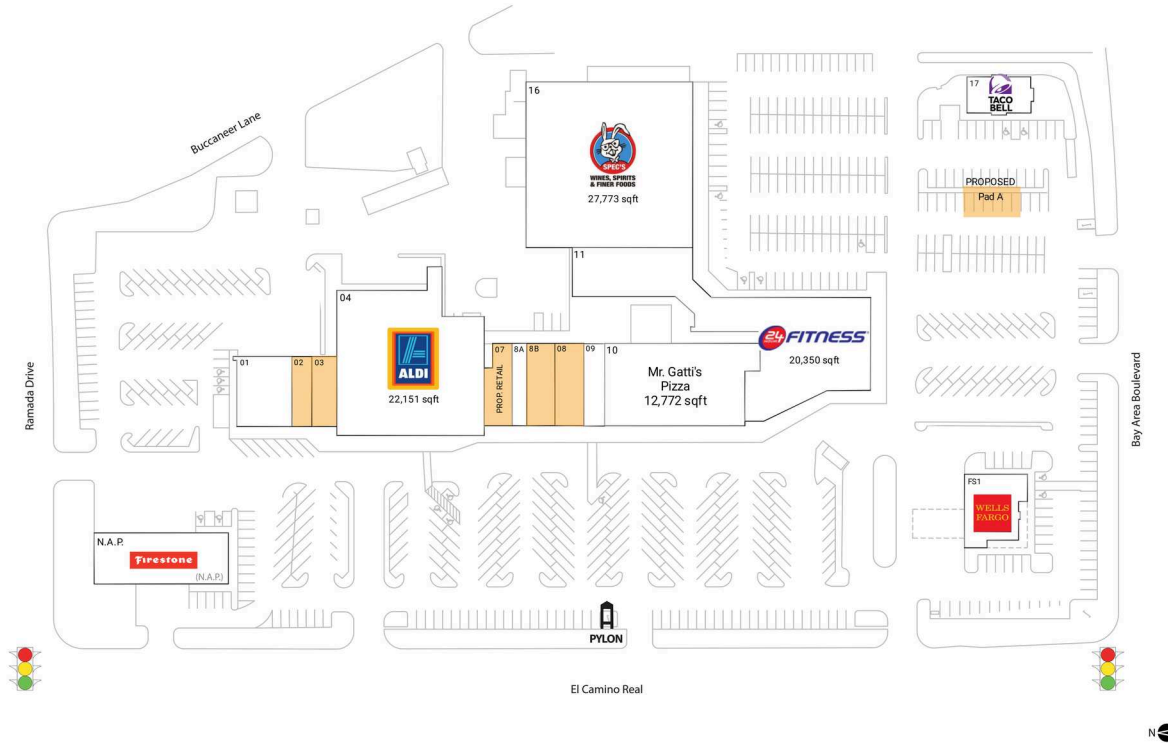 16
SPEC'S
WINES, SPIRITS
& FINER FOODS
27,773 sqft
17
TACO
BELL
Buccaneer Lane
PROPOSED
Pad A
11
04
ALDI
22,151 sqft
24 FITNESS
20,350 sqft
01
02
03
07
PROP. RETAIL
8A
8B
08
09
10
Mr. Gatti's
Pizza
12,772 sqft
Ramada Drive
Bay Area Boulevard
FS1
WELLS
FARGO
N.A.P.
Firestone
(N.A.P.)
PYLON
El Camino Real
N